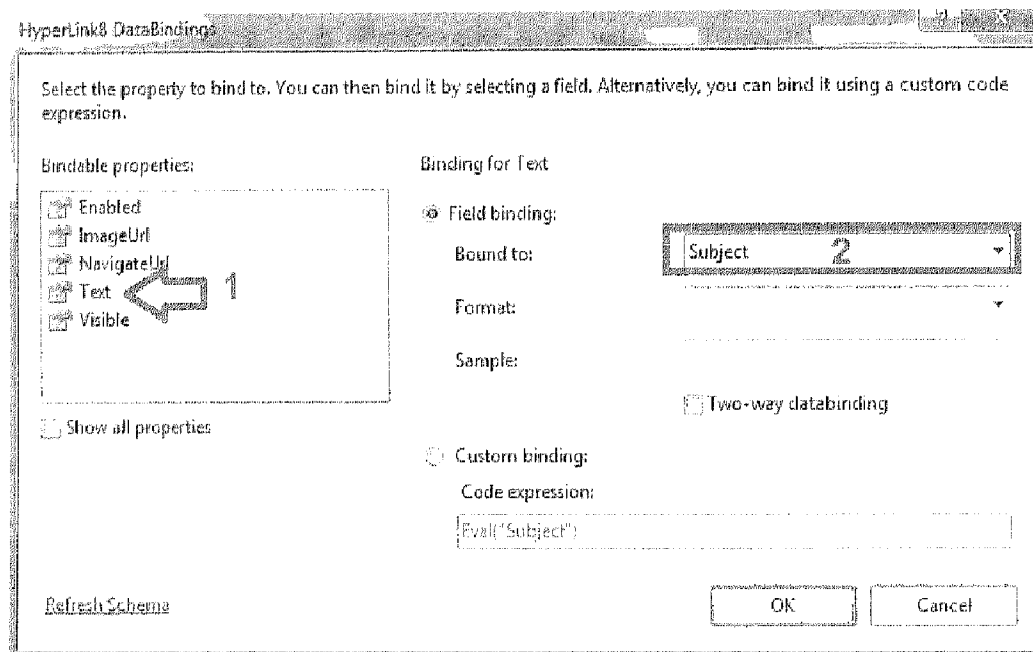 HyperLink8 DataBindings
Select the property to bind to. You can then bind it by selecting a field. Alternatively, you can bind it using a custom code
expression.
Bindable properties:
Enabled
ImageUrl
NavigateUrl
Text 1
Visible
Show all properties
Binding for Text
Field binding:
Bound to: Subject 2
Format:
Sample:
Two-way databinding
Custom binding:
Code expression:
Eval("Subject")
Refresh Schema
OK Cancel